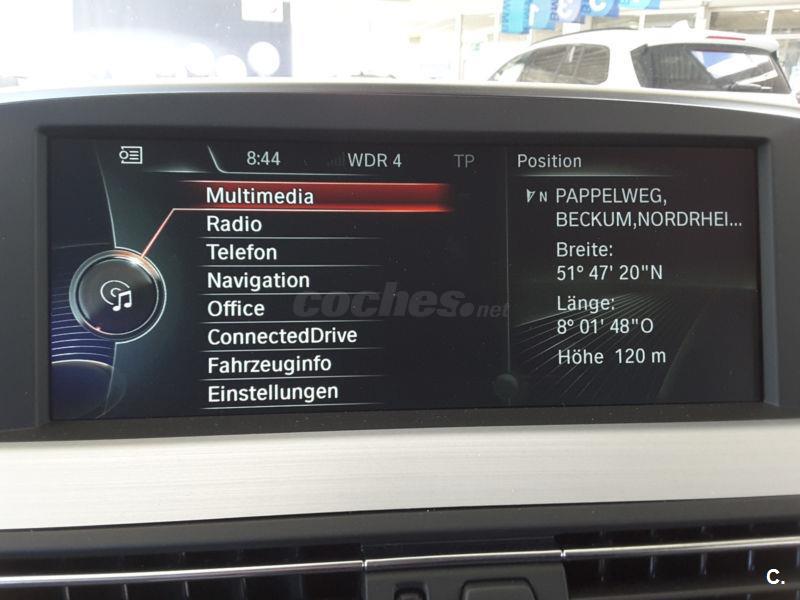 8:44
WDR 4
TP
Multimedia
Radio
Telefon
Navigation
Office
ConnectedDrive
Fahrzeuginfo
Einstellungen
Position
N PAPPELWEG,
BECKUM,NORDRHEI...
Breite:
51° 47' 20"N
Länge:
8° 01' 48"O
Höhe 120 m
coches.net
C.